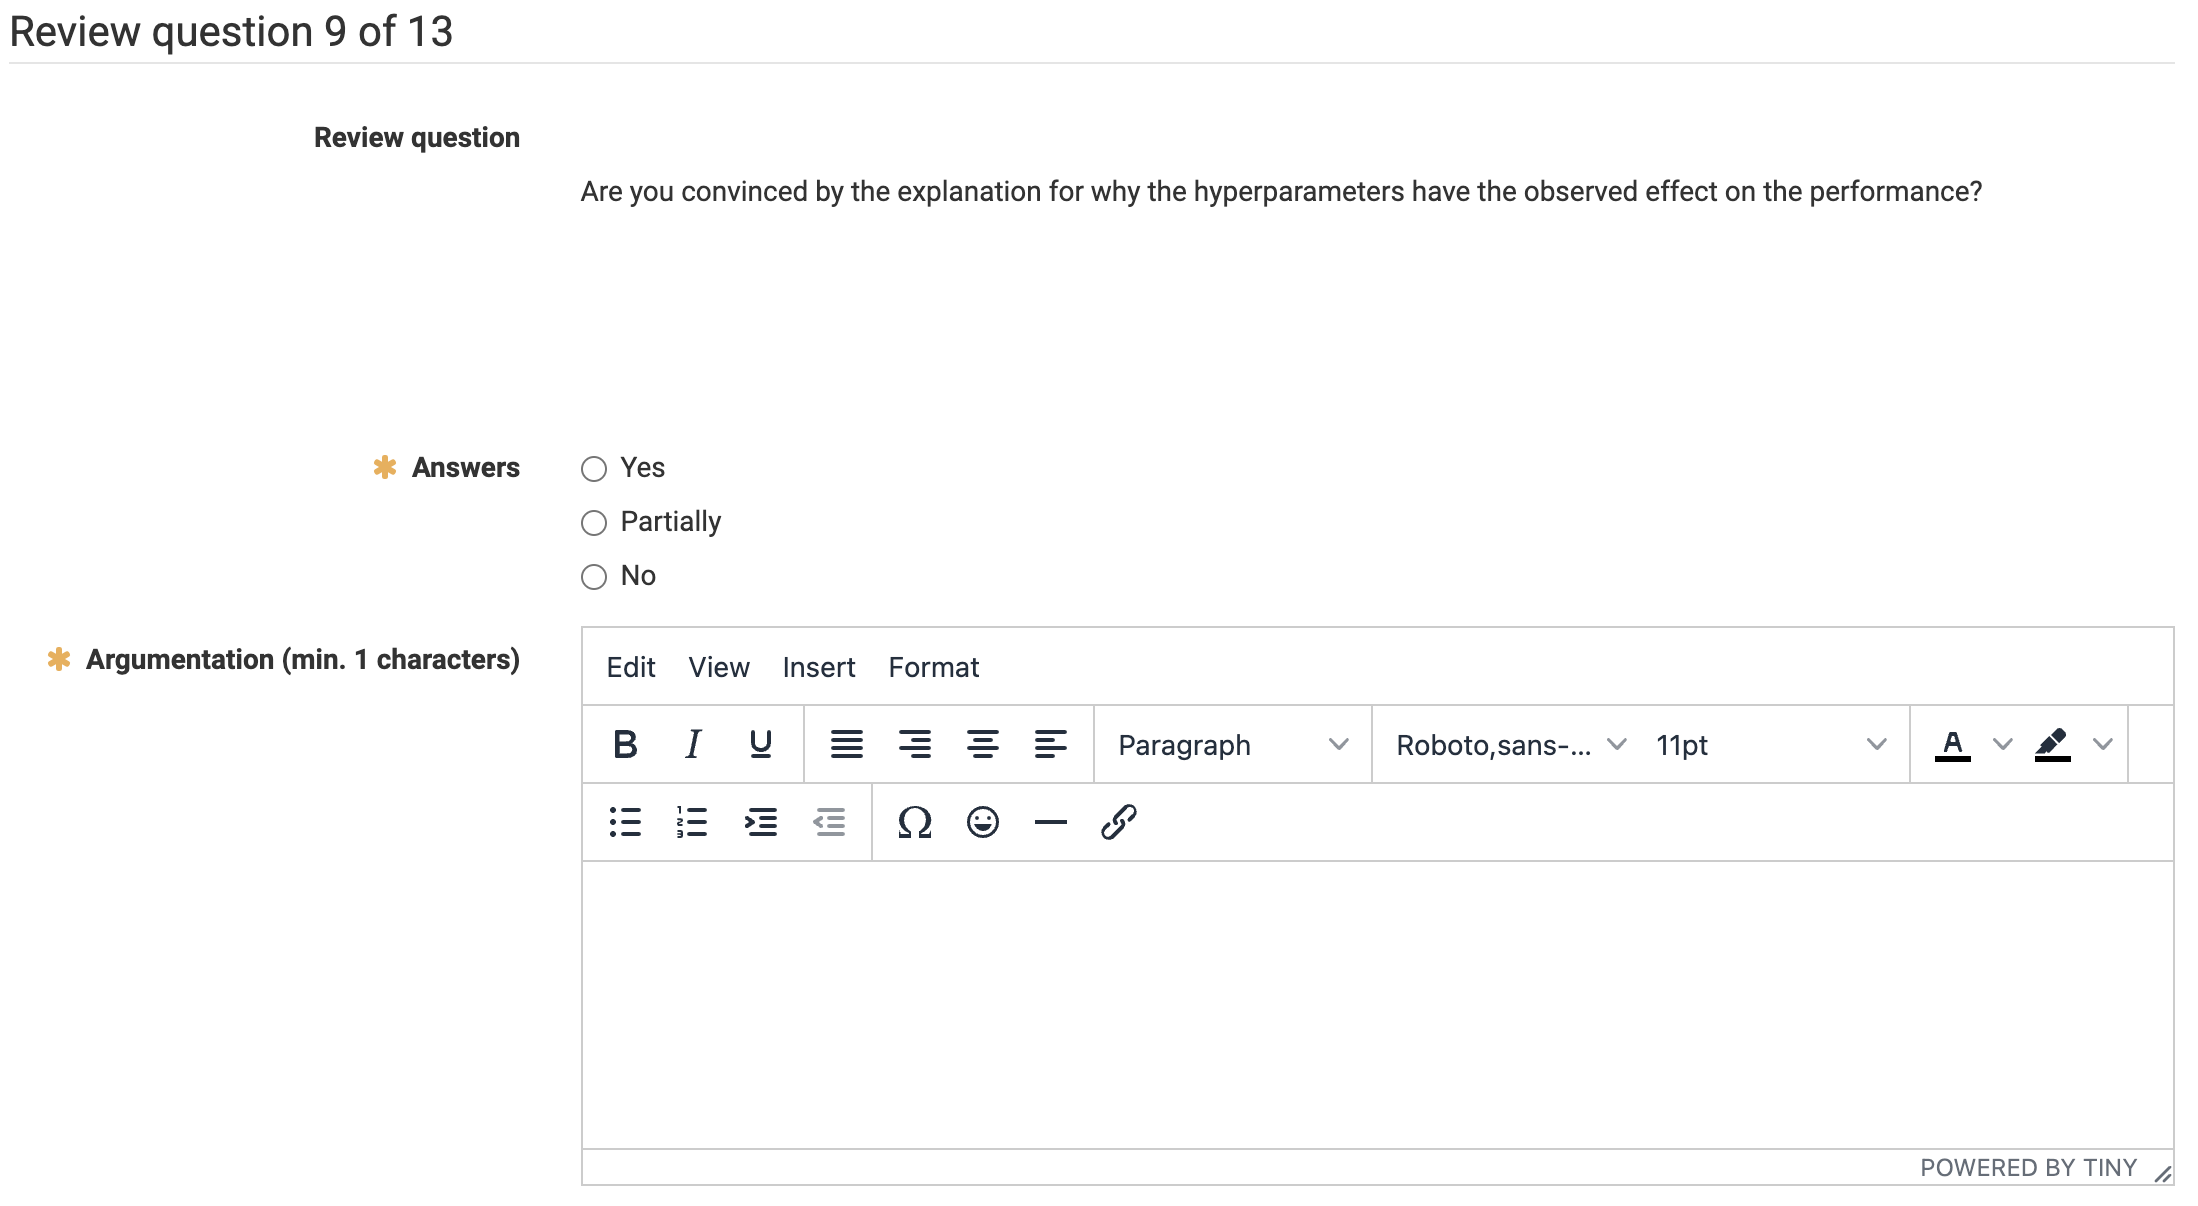 Review question 9 of 13
Review question
Are you convinced by the explanation for why the hyperparameters have the observed effect on the performance?
✱ Answers
Yes
Partially
No
✱ Argumentation (min. 1 characters)
Edit View Insert Format
B I U Paragraph Roboto,sans-... 11pt A
Ω
POWERED BY TINY